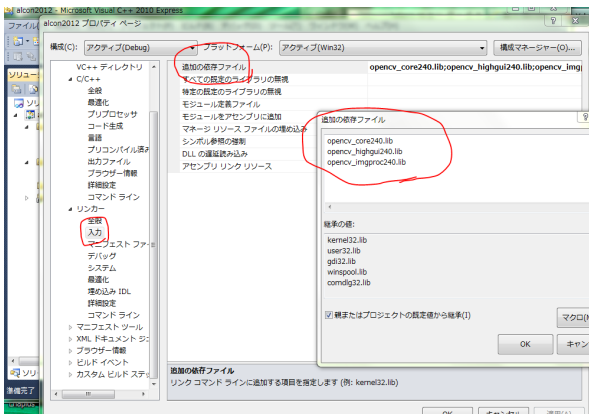 alcon2012 - Microsoft Visual C++ 2010 Express
alcon2012 プロパティ ページ
構成(C):
アクティブ(Debug)
プラットフォーム(P):
アクティブ(Win32)
構成マネージャー(O)...
VC++ ディレクトリ
C/C++
全般
最適化
プリプロセッサ
コード生成
言語
プリコンパイル済み
出力ファイル
ブラウザー情報
詳細設定
コマンド ライン
リンカー
全般
入力
マニフェスト ファ
デバッグ
システム
最適化
埋め込み IDL
詳細設定
コマンド ライン
マニフェスト ツール
XML ドキュメント ジ
ブラウザー情報
ビルド イベント
カスタム ビルド ステ
追加の依存ファイル
opencv_core240.lib;opencv_highgui240.lib;opencv_img
すべての既定のライブラリの無視
特定の既定のライブラリの無視
モジュール定義ファイル
モジュールをアセンブリに追加
マネージ リソース ファイルの埋め込み
シンボル参照の強制
DLL の遅延読み込み
アセンブリ リンク リソース
追加の依存ファイル
opencv_core240.lib
opencv_highgui240.lib
opencv_imgproc240.lib
継承の値:
kernel32.lib
user32.lib
gdi32.lib
winspool.lib
comdlg32.lib
親またはプロジェクトの既定値から継承(I)
マクロ(
OK
キャン
追加の依存ファイル
リンク コマンド ラインに追加する項目を指定します (例: kernel32.lib)
準備完了